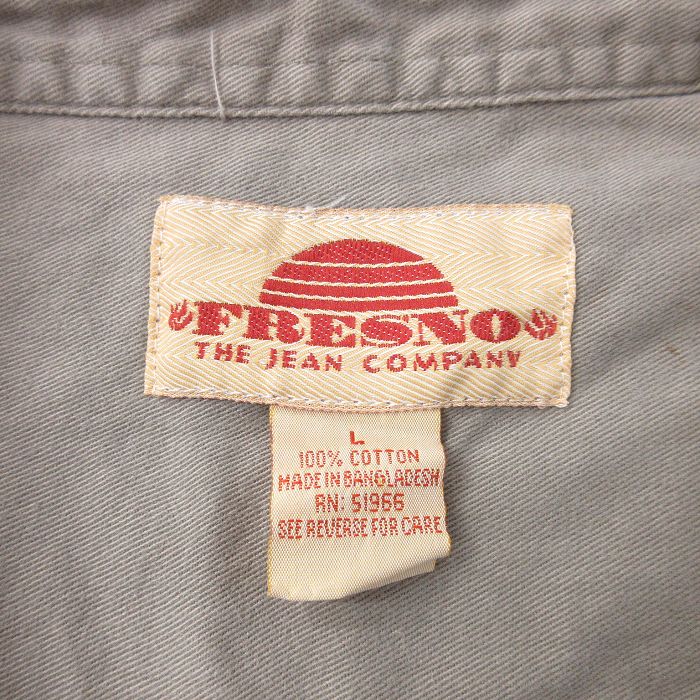 FRESNO
THE JEAN COMPANY
L
100% COTTON
MADE IN BANGLADESH
RN: 51966
SEE REVERSE FOR CARE